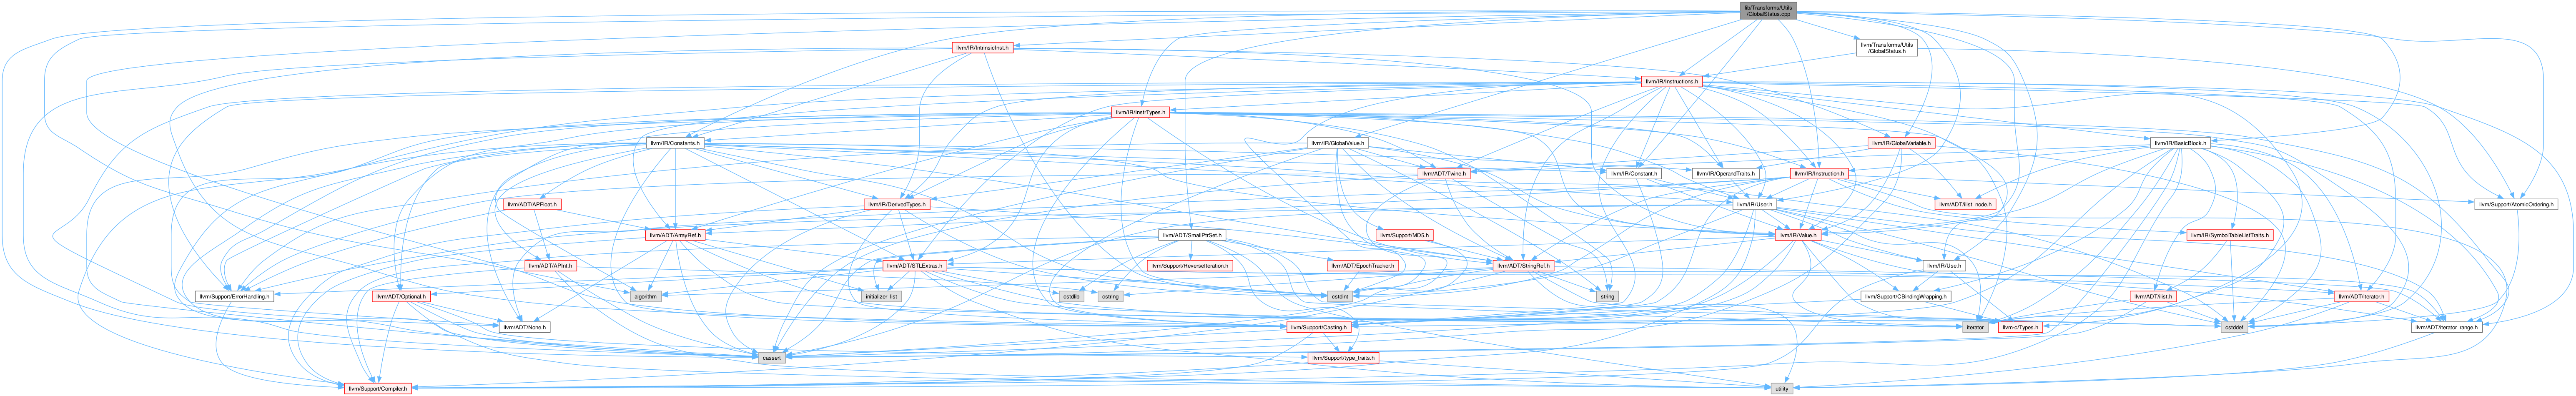 lib/Transforms/Utils
/GlobalStatus.cpp
llvm/IR/IntrinsicInst.h
llvm/Transforms/Utils
/GlobalStatus.h
llvm/IR/Instructions.h
llvm/IR/InstrTypes.h
llvm/IR/Constants.h
llvm/IR/GlobalValue.h
llvm/IR/GlobalVariable.h
llvm/IR/BasicBlock.h
llvm/ADT/Twine.h
llvm/IR/Constant.h
llvm/IR/OperandTraits.h
llvm/IR/Instruction.h
llvm/ADT/APFloat.h
llvm/IR/DerivedTypes.h
llvm/IR/User.h
llvm/ADT/ilist_node.h
llvm/Support/AtomicOrdering.h
llvm/ADT/ArrayRef.h
llvm/ADT/SmallPtrSet.h
llvm/Support/MD5.h
llvm/IR/Value.h
llvm/IR/SymbolTableListTraits.h
llvm/ADT/APInt.h
llvm/ADT/STLExtras.h
llvm/Support/ReverseIteration.h
llvm/ADT/EpochTracker.h
llvm/ADT/StringRef.h
llvm/IR/Use.h
llvm/Support/ErrorHandling.h
llvm/ADT/Optional.h
algorithm
initializer_list
cstdlib
cstring
cstdint
string
llvm/Support/CBindingWrapping.h
llvm/ADT/ilist.h
llvm/ADT/iterator.h
llvm/ADT/None.h
llvm/Support/Casting.h
iterator
llvm-c/Types.h
cstddef
llvm/ADT/iterator_range.h
cassert
llvm/Support/type_traits.h
llvm/Support/Compiler.h
utility